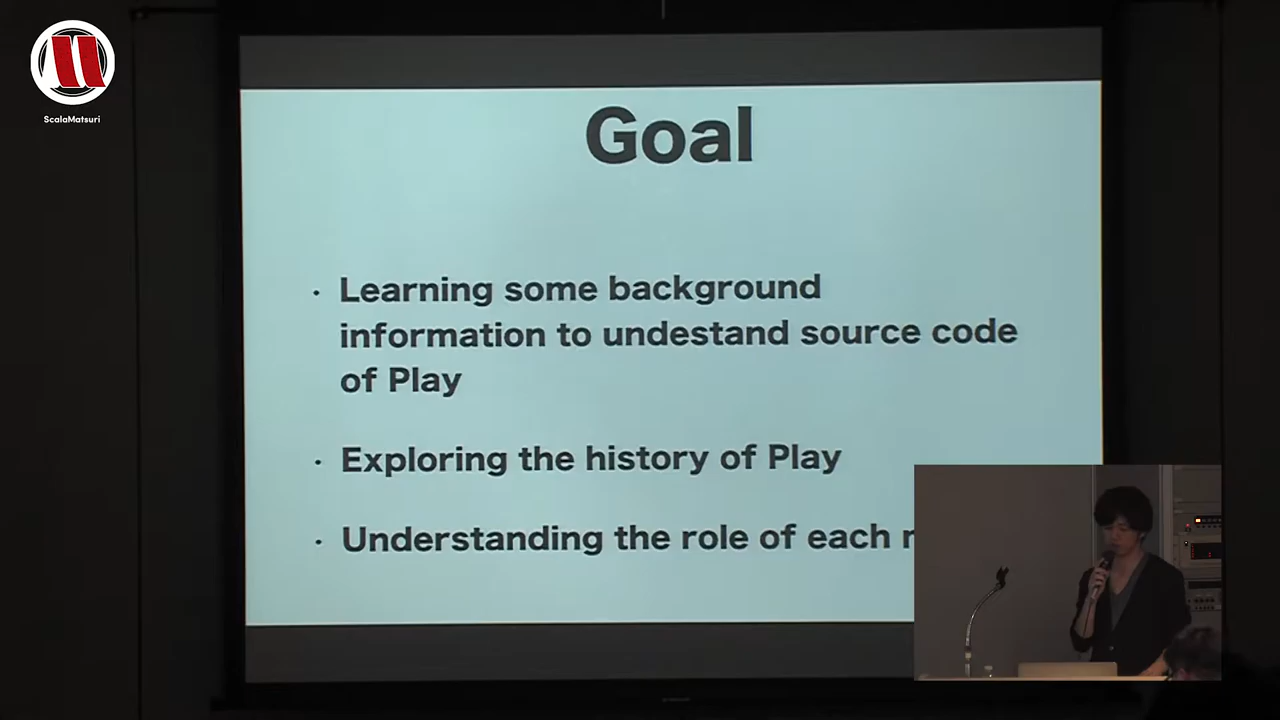 ScalaMatsuri
Goal
· Learning some background
information to undestand source code
of Play
· Exploring the history of Play
· Understanding the role of each